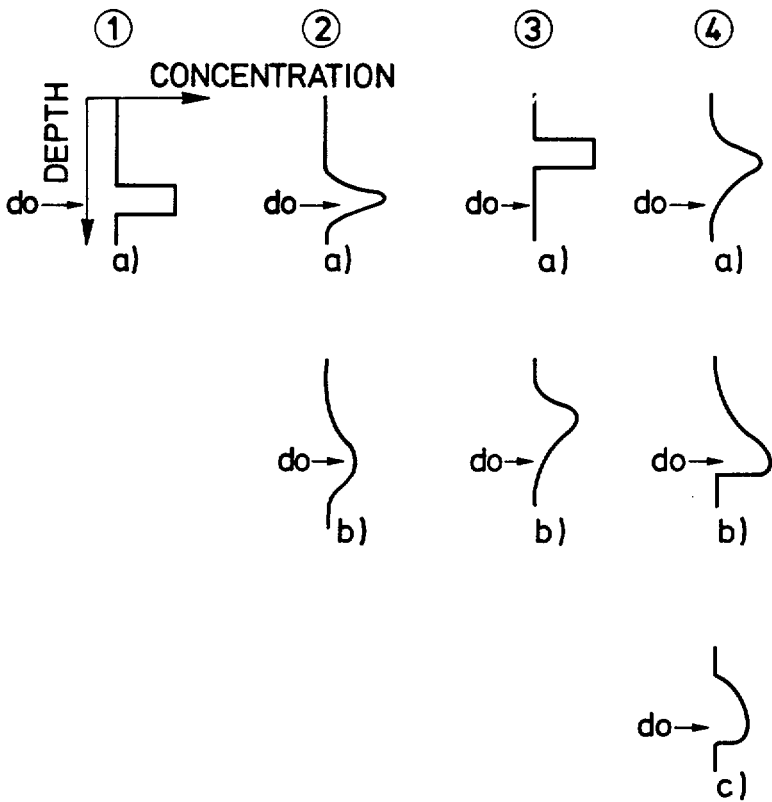 ① ② ③ ④
CONCENTRATION
DEPTH
do do do do
a) a) a) a)
do do do
b) b) b)
do
c)